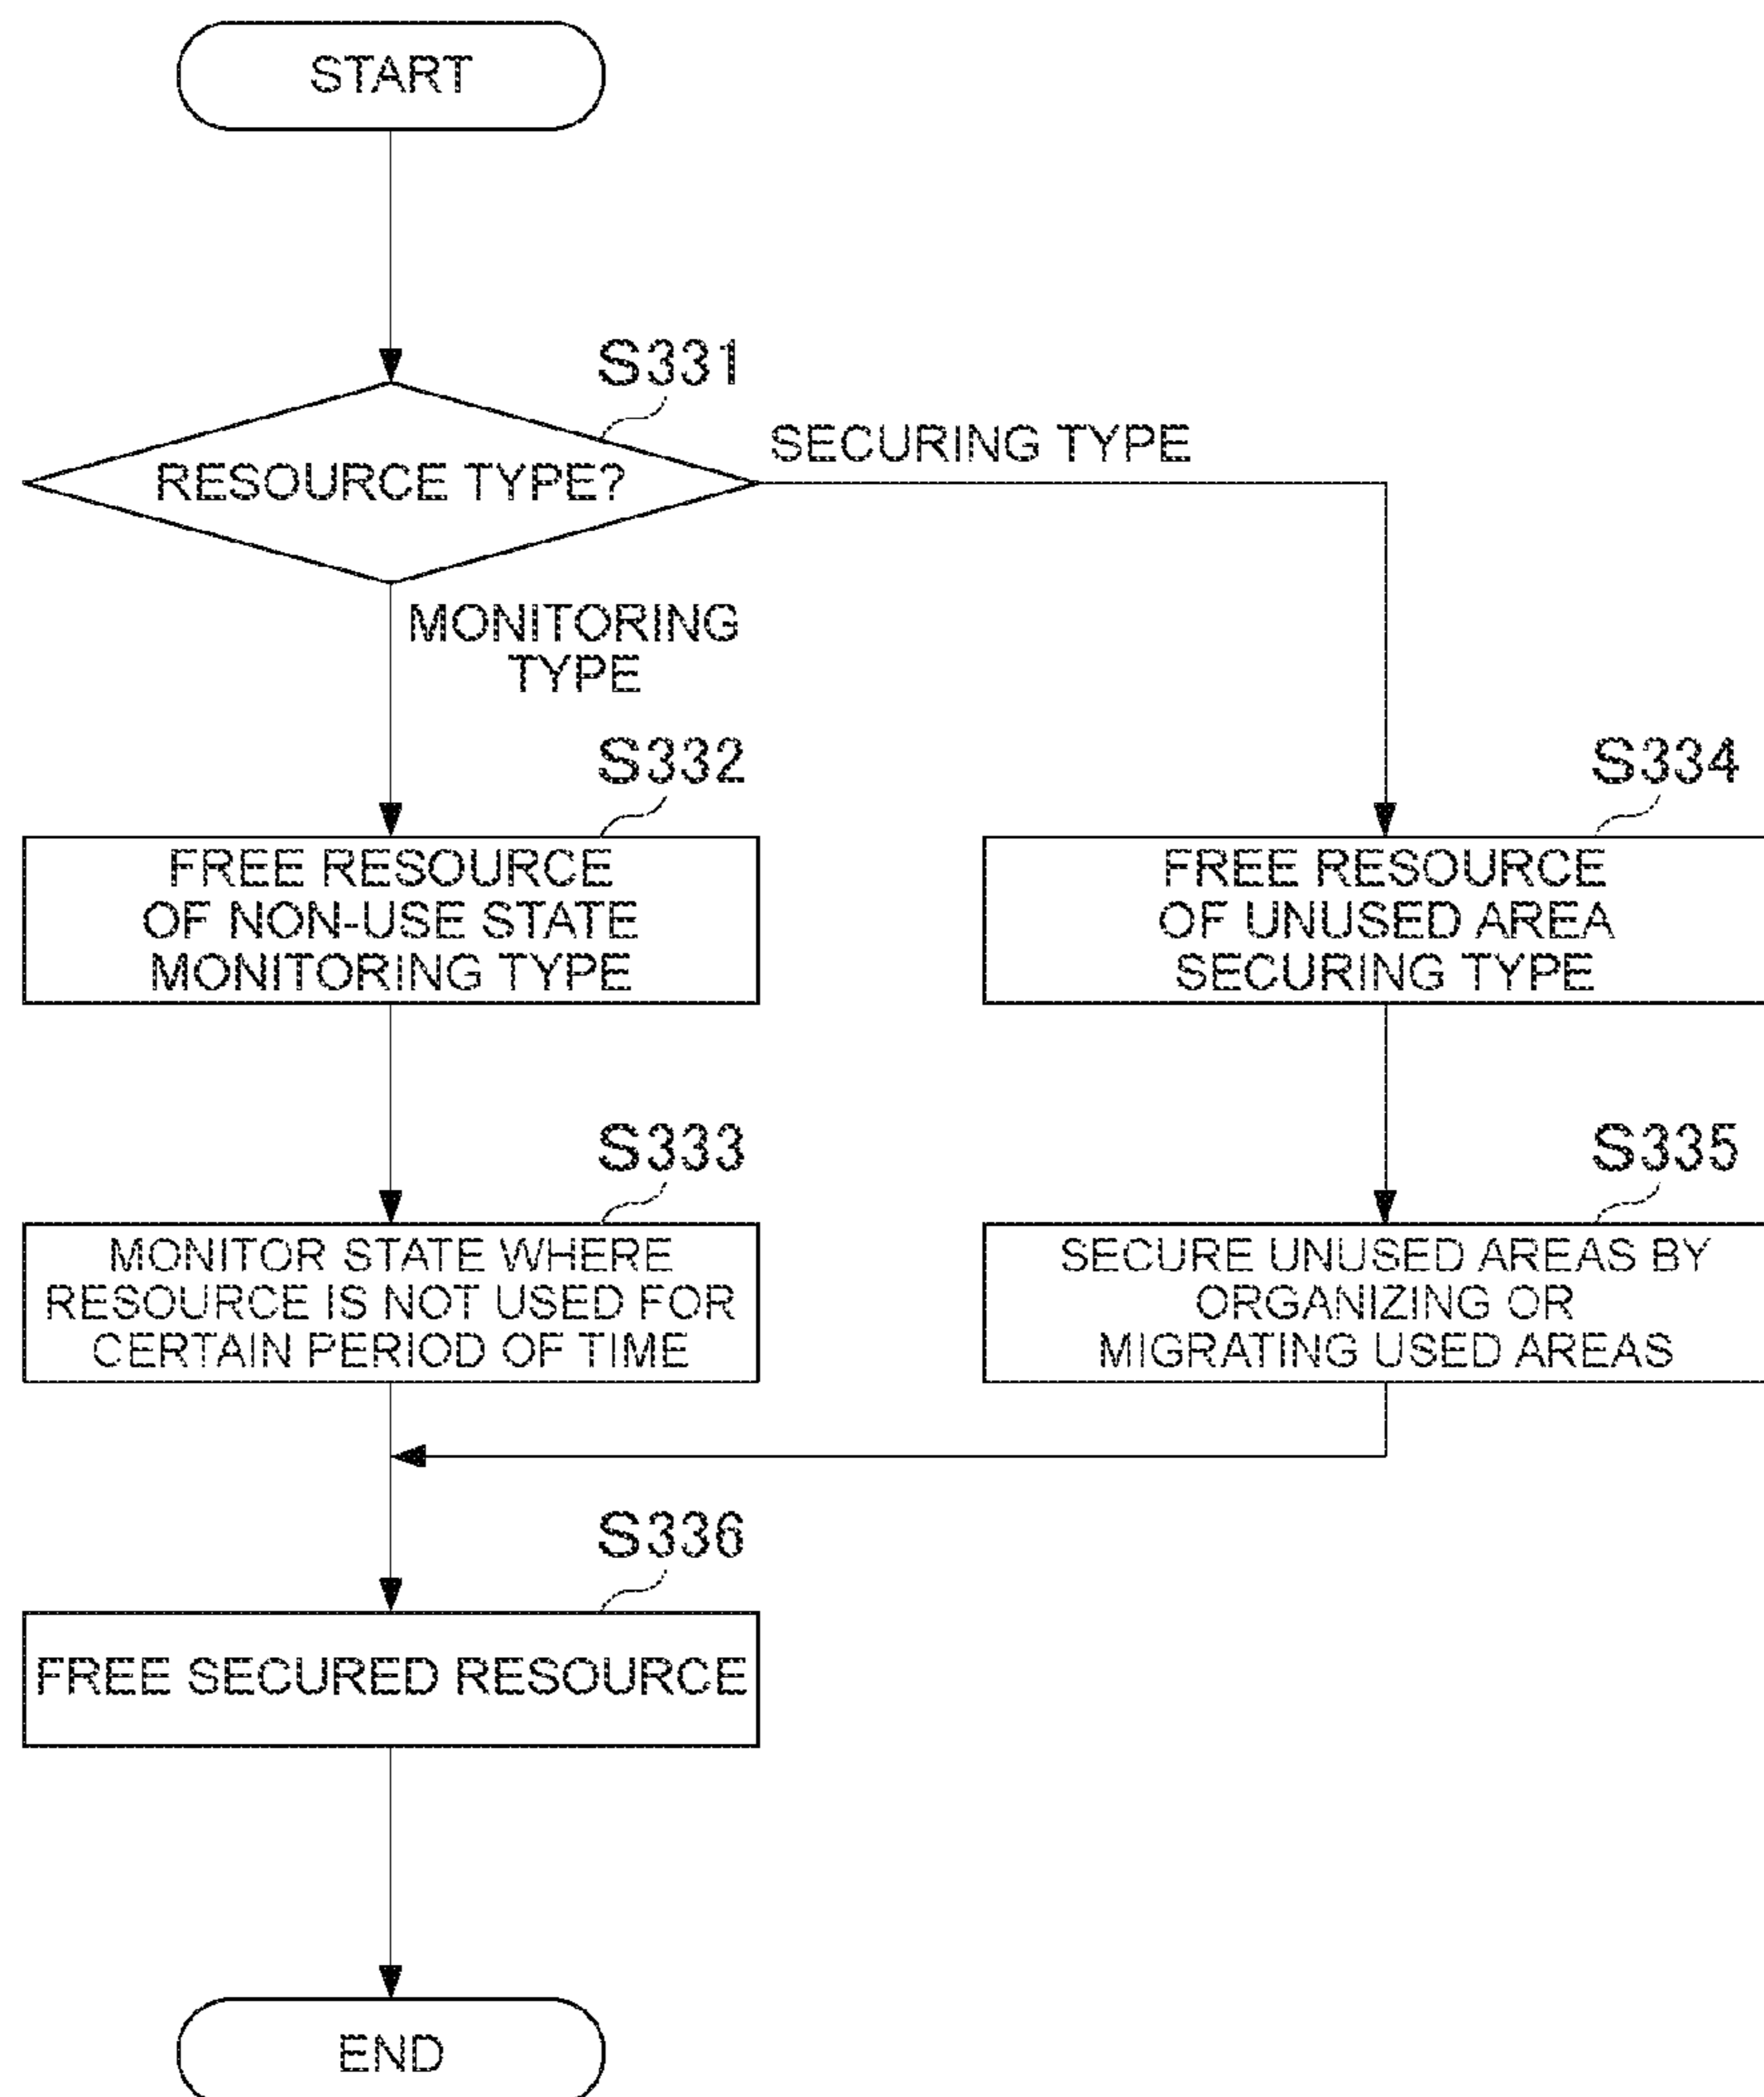 START
S331
RESOURCE TYPE?
SECURING TYPE
MONITORING
TYPE
S332
FREE RESOURCE
OF NON-USE STATE
MONITORING TYPE
S334
FREE RESOURCE
OF UNUSED AREA
SECURING TYPE
S333
MONITOR STATE WHERE
RESOURCE IS NOT USED FOR
CERTAIN PERIOD OF TIME
S335
SECURE UNUSED AREAS BY
ORGANIZING OR
MIGRATING USED AREAS
S336
FREE SECURED RESOURCE
END